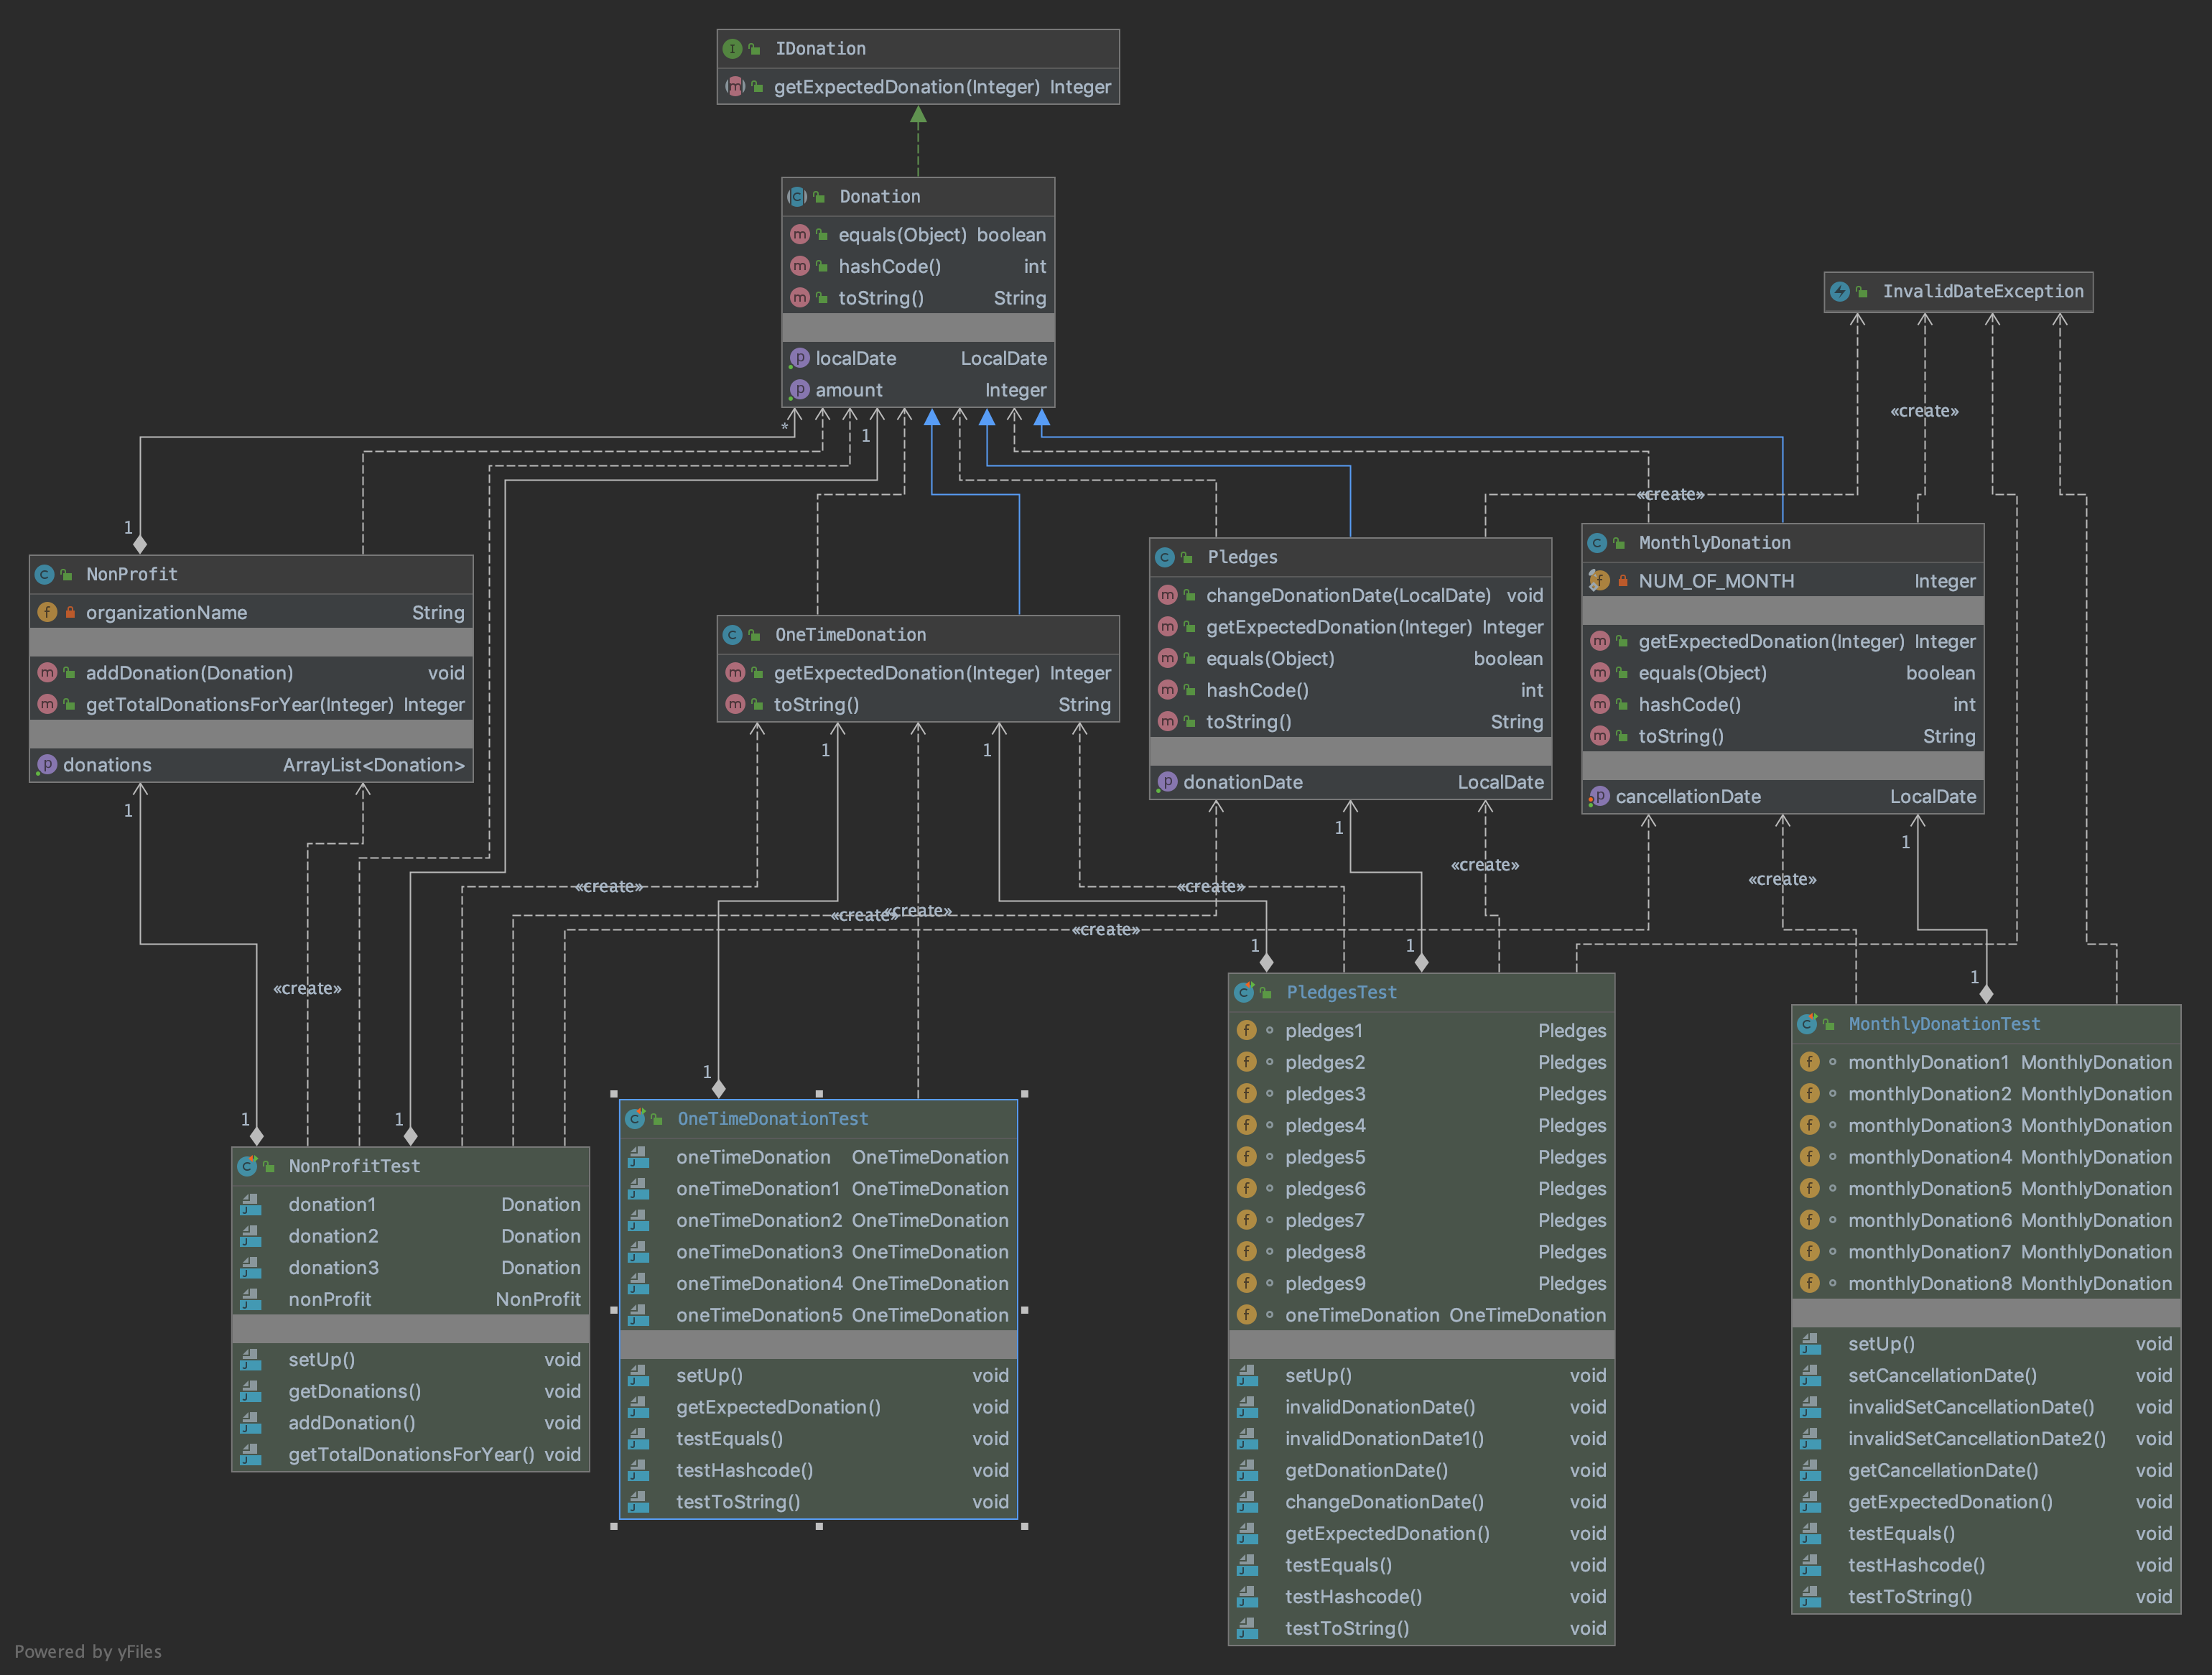 IDonation
getExpectedDonation(Integer) Integer
Donation
equals(Object) boolean
hashCode() int
toString() String
localDate LocalDate
amount Integer
InvalidDateException
«create»
«create»
*
1
1
NonProfit
organizationName String
addDonation(Donation) void
getTotalDonationsForYear(Integer) Integer
donations ArrayList<Donation>
OneTimeDonation
getExpectedDonation(Integer) Integer
toString() String
Pledges
changeDonationDate(LocalDate) void
getExpectedDonation(Integer) Integer
equals(Object) boolean
hashCode() int
toString() String
donationDate LocalDate
MonthlyDonation
NUM_OF_MONTH Integer
getExpectedDonation(Integer) Integer
equals(Object) boolean
hashCode() int
toString() String
cancellationDate LocalDate
1
1
1
1
1
«create»
«create»
«create»
«create»
«create»
«create»
«create»
«create»
1
1
1
1
1
1
NonProfitTest
donation1 Donation
donation2 Donation
donation3 Donation
nonProfit NonProfit
setUp() void
getDonations() void
addDonation() void
getTotalDonationsForYear() void
OneTimeDonationTest
oneTimeDonation OneTimeDonation
oneTimeDonation1 OneTimeDonation
oneTimeDonation2 OneTimeDonation
oneTimeDonation3 OneTimeDonation
oneTimeDonation4 OneTimeDonation
oneTimeDonation5 OneTimeDonation
setUp() void
getExpectedDonation() void
testEquals() void
testHashcode() void
testToString() void
PledgesTest
pledges1 Pledges
pledges2 Pledges
pledges3 Pledges
pledges4 Pledges
pledges5 Pledges
pledges6 Pledges
pledges7 Pledges
pledges8 Pledges
pledges9 Pledges
oneTimeDonation OneTimeDonation
setUp() void
invalidDonationDate() void
invalidDonationDate1() void
getDonationDate() void
changeDonationDate() void
getExpectedDonation() void
testEquals() void
testHashcode() void
testToString() void
MonthlyDonationTest
monthlyDonation1 MonthlyDonation
monthlyDonation2 MonthlyDonation
monthlyDonation3 MonthlyDonation
monthlyDonation4 MonthlyDonation
monthlyDonation5 MonthlyDonation
monthlyDonation6 MonthlyDonation
monthlyDonation7 MonthlyDonation
monthlyDonation8 MonthlyDonation
setUp() void
setCancellationDate() void
invalidSetCancellationDate() void
invalidSetCancellationDate2() void
getCancellationDate() void
getExpectedDonation() void
testEquals() void
testHashcode() void
testToString() void
Powered by yFiles